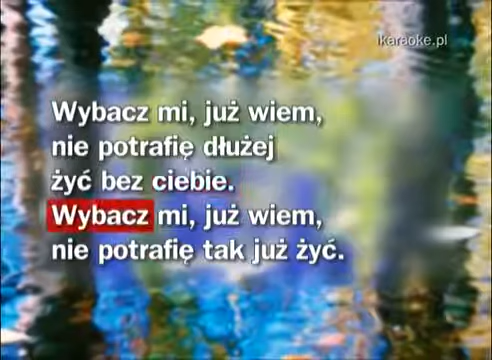 ikaraoke.pl
Wybacz mi, już wiem,
nie potrafię dłużej
żyć bez ciebie.
Wybacz mi, już wiem,
nie potrafię tak już żyć.